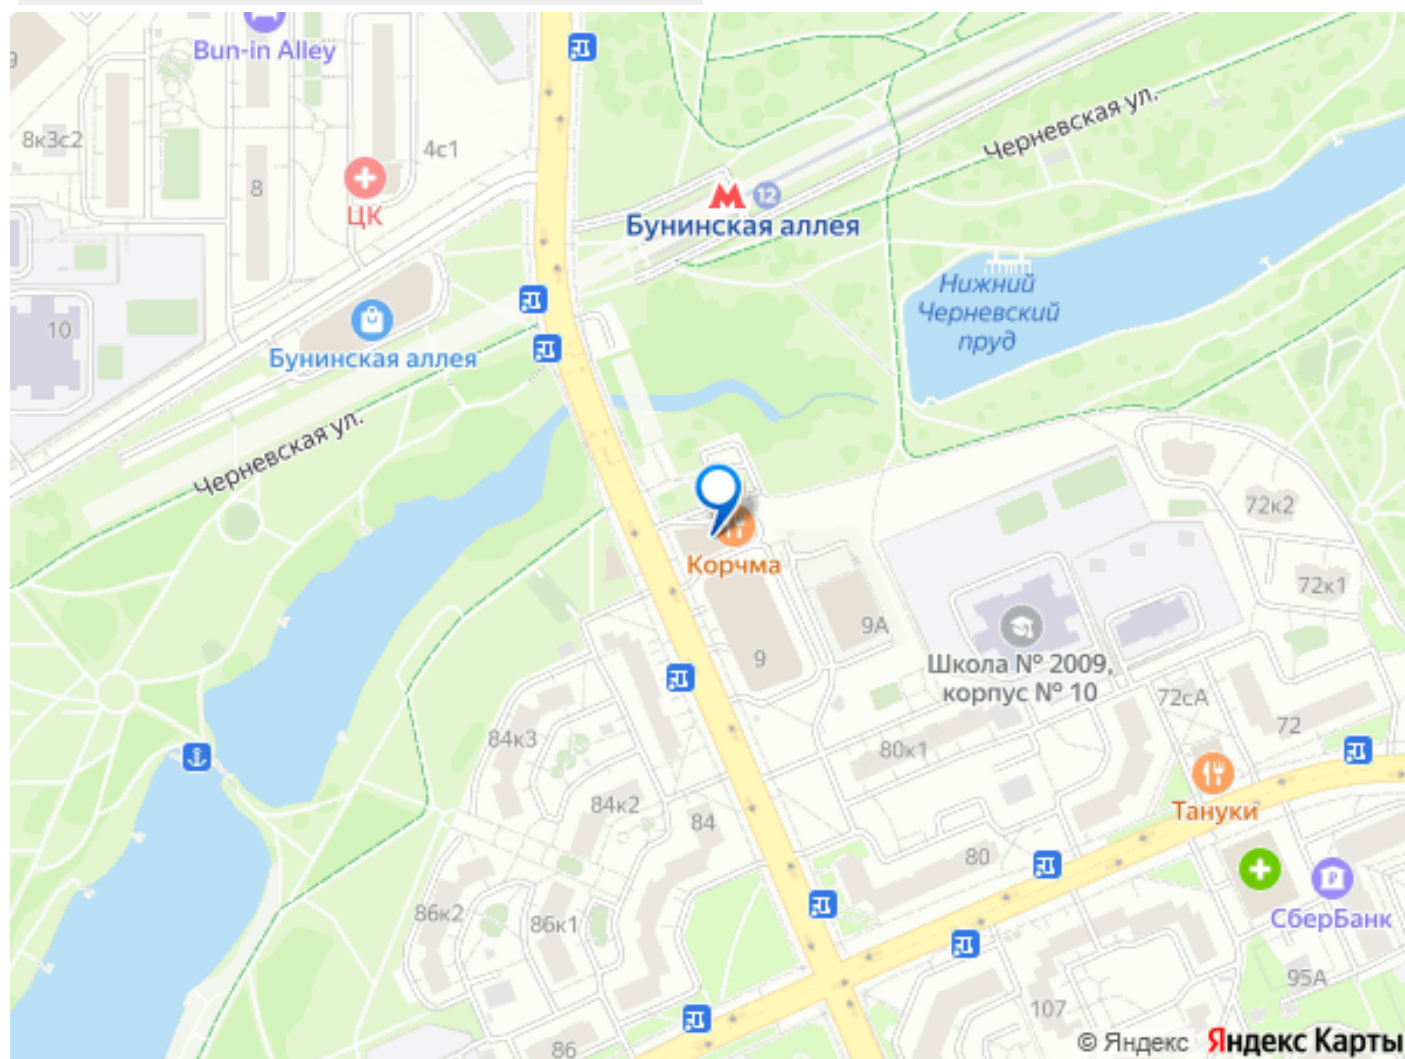 Bun-in Alley
9
8к3с2
4с1
8
ЦК
Черневская ул.
М 12
Бунинская аллея
Нижний
Черневский
пруд
10
Бунинская аллея
Черневская ул.
72к2
Корчма
72к1
9А
9
Школа № 2009,
корпус № 10
72сА
72
84к3
80к1
84к2
84
Тануки
80
86к2
86к1
СберБанк
95А
107
86
© Яндекс Яндекс Карты